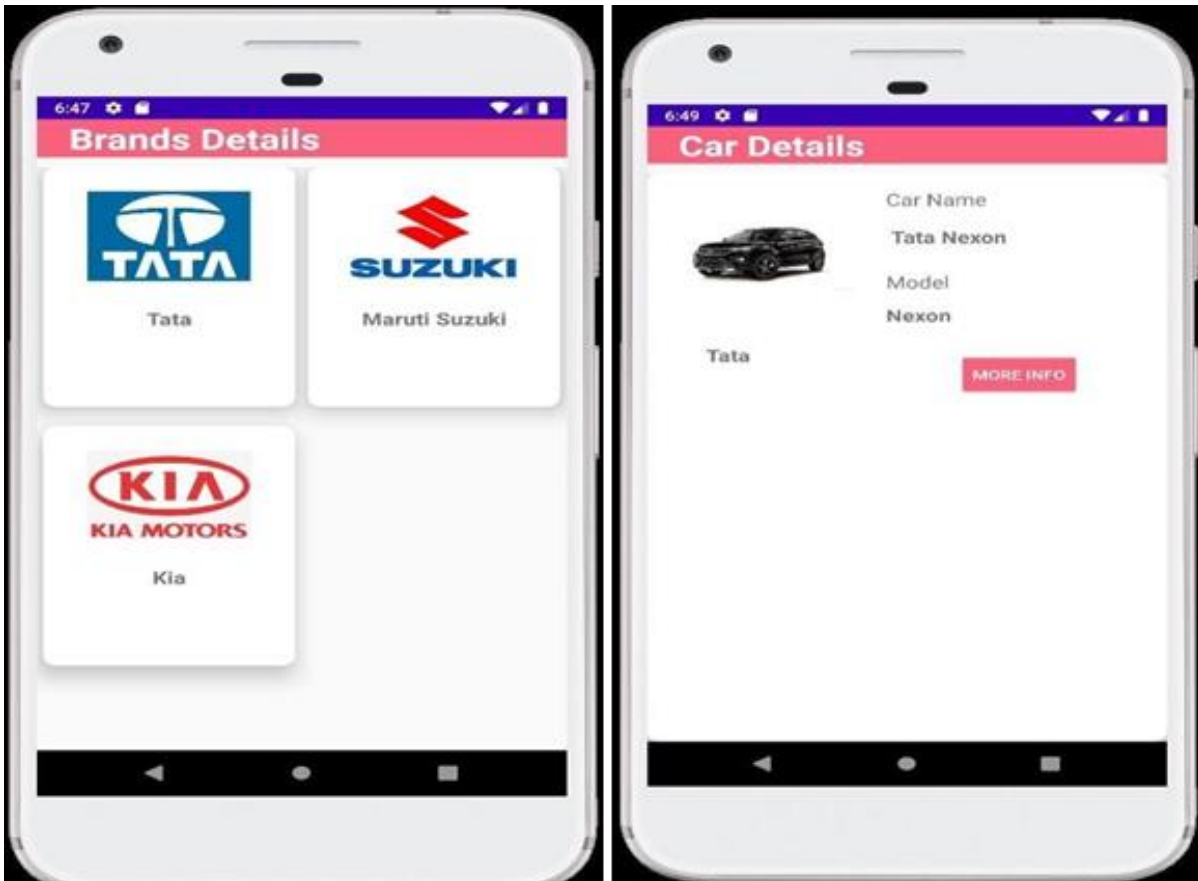 6:47
Brands Details
TATA
SUZUKI
Tata
Maruti Suzuki
KIA
KIA MOTORS
Kia
6:49
Car Details
Car Name
Tata Nexon
Model
Nexon
Tata
MORE INFO